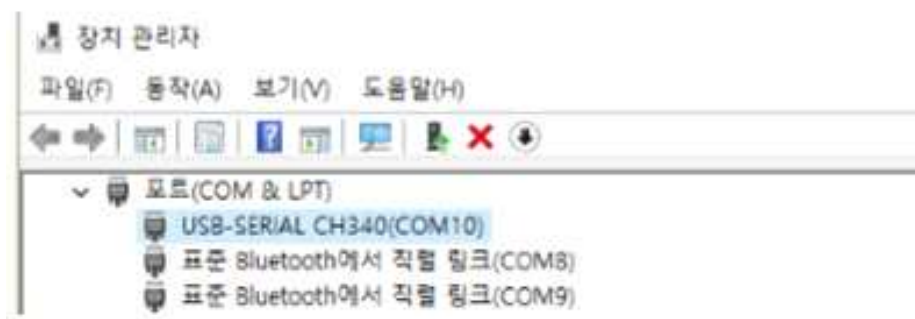 장치 관리자
파일(F) 동작(A) 보기(V) 도움말(H)
포트(COM & LPT)
USB-SERIAL CH340(COM10)
표준 Bluetooth에서 직렬 링크(COM8)
표준 Bluetooth에서 직렬 링크(COM9)